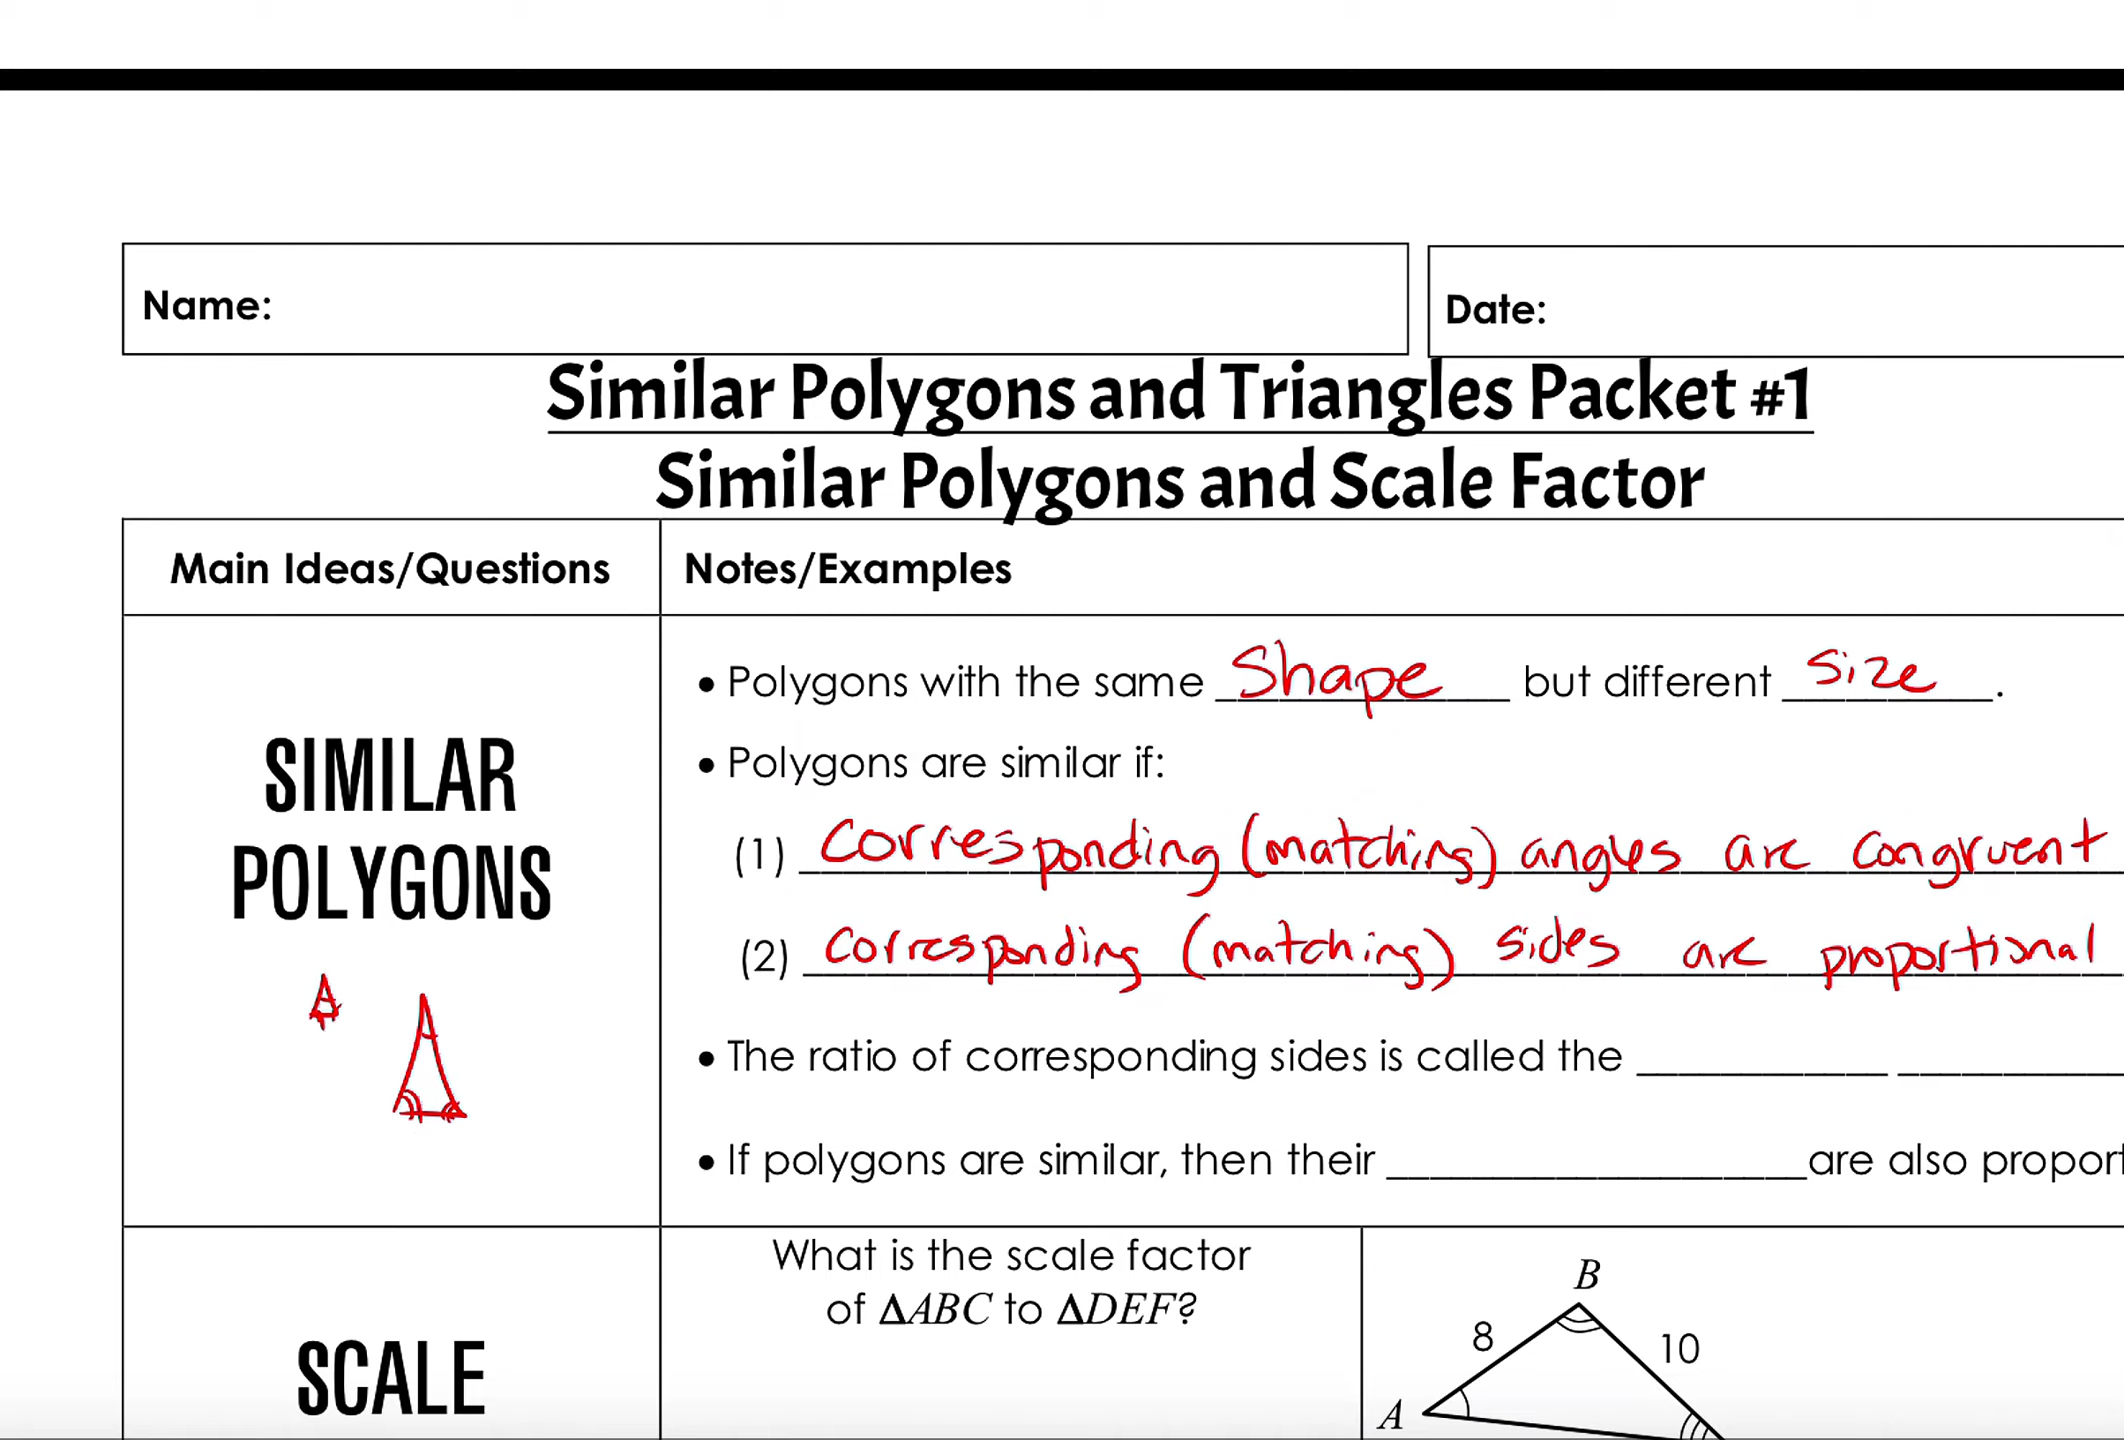 Name:
Date:
Similar Polygons and Triangles Packet #1
Similar Polygons and Scale Factor
Main Ideas/Questions
Notes/Examples
SIMILAR
POLYGONS
• Polygons with the same Shape but different size.
• Polygons are similar if:
(1) corresponding (matching) angles are congruent
(2) corresponding (matching) sides are proportional
• The ratio of corresponding sides is called the ____________ ___________
• If polygons are similar, then their ____________________are also propor
SCALE
What is the scale factor
of ΔABC to ΔDEF?
B
8
10
A